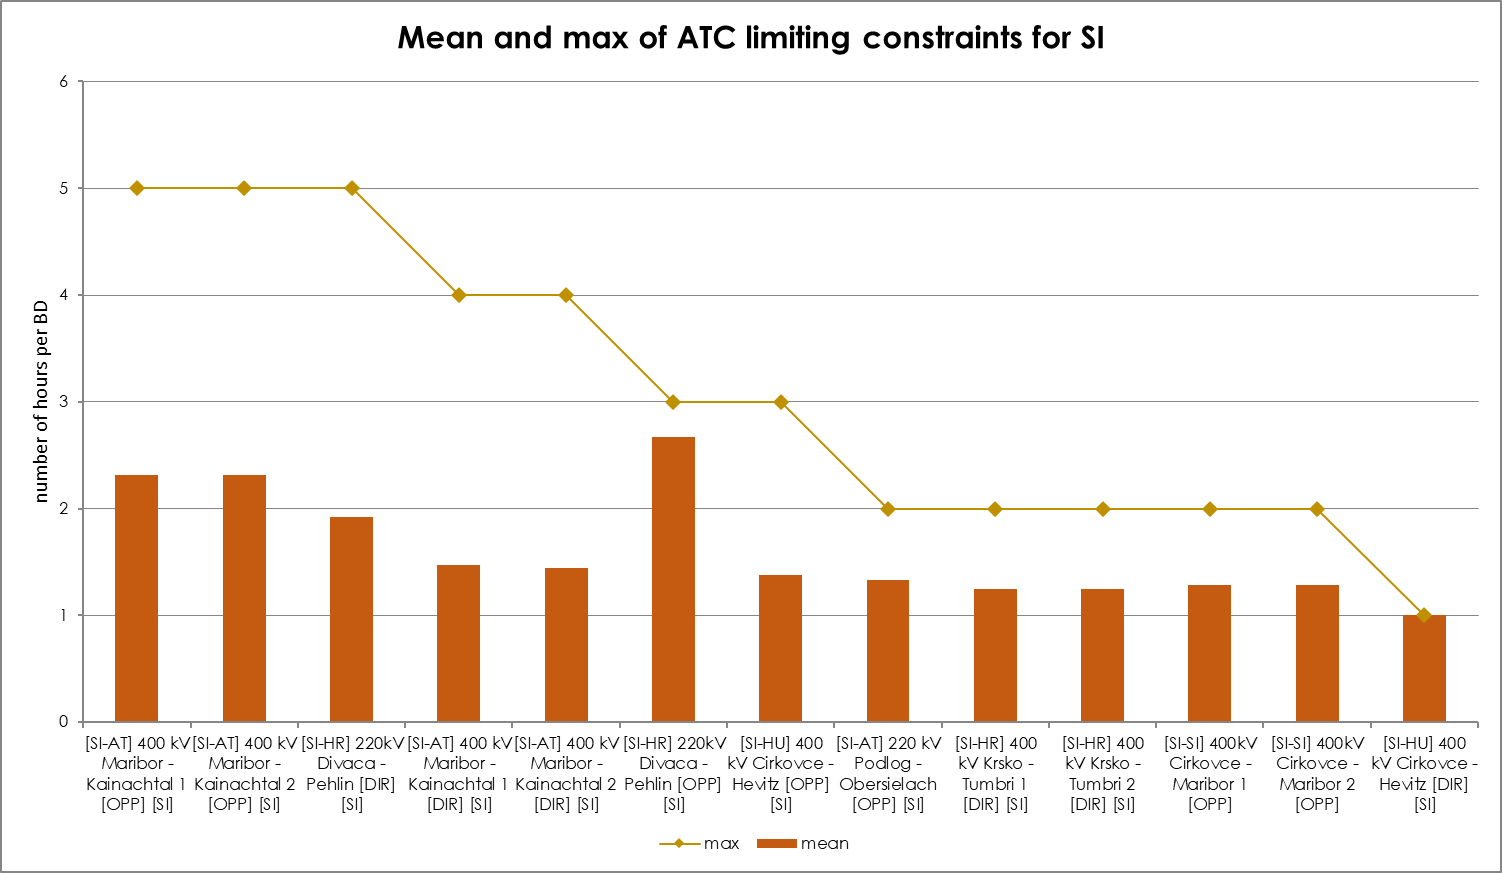 Mean and max of ATC limiting constraints for SI
number of hours per BD
6
5
4
3
2
1
0
[SI-AT] 400 kV
Maribor -
Kainachtal 1
[OPP] [SI]
[SI-AT] 400 kV
Maribor -
Kainachtal 2
[OPP] [SI]
[SI-HR] 220kV
Divaca -
Pehlin [DIR]
[SI]
[SI-AT] 400 kV
Maribor -
Kainachtal 1
[DIR] [SI]
[SI-AT] 400 kV
Maribor -
Kainachtal 2
[DIR] [SI]
[SI-HR] 220kV
Divaca -
Pehlin [OPP]
[SI]
[SI-HU] 400
kV Cirkovce -
Hevitz [OPP]
[SI]
[SI-AT] 220 kV
Podlog -
Obersielach
[OPP] [SI]
[SI-HR] 400
kV Krsko -
Tumbri 1
[DIR] [SI]
[SI-HR] 400
kV Krsko -
Tumbri 2
[DIR] [SI]
[SI-SI] 400kV
Cirkovce -
Maribor 1
[OPP]
[SI-SI] 400kV
Cirkovce -
Maribor 2
[OPP]
[SI-HU] 400
kV Cirkovce -
Hevitz [DIR]
[SI]
max
mean